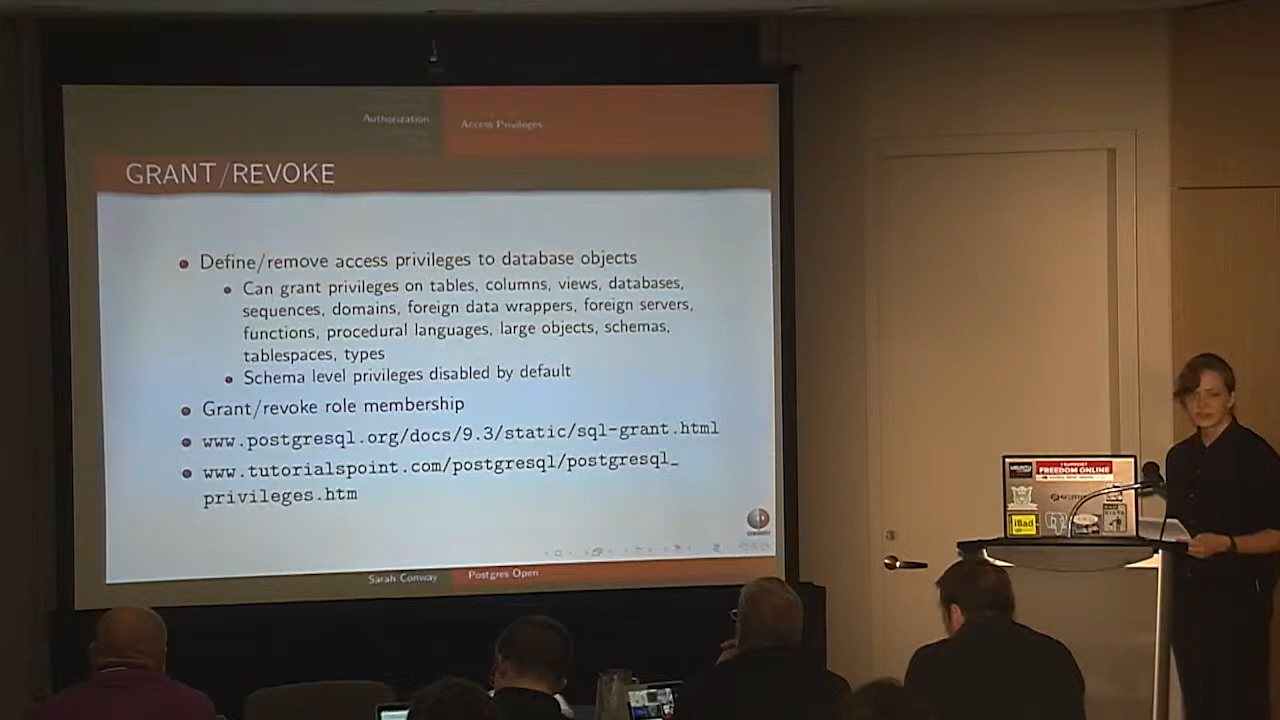 Authorization
Access Privileges
GRANT/REVOKE
Define/remove access privileges to database objects
Can grant privileges on tables, columns, views, databases,
sequences, domains, foreign data wrappers, foreign servers,
functions, procedural languages, large objects, schemas,
tablespaces, types
Schema level privileges disabled by default
Grant/revoke role membership
www.postgresql.org/docs/9.3/static/sql-grant.html
www.tutorialspoint.com/postgresql/postgresql_
privileges.htm
Sarah Conway
Postgres Open
FREEDOM ONLINE
iBad